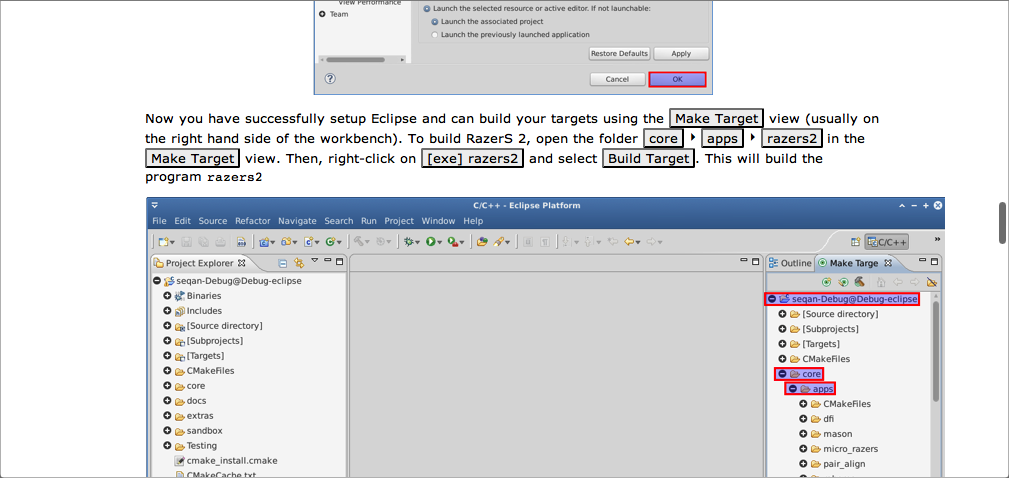 View Performance
Team
Launch the selected resource or active editor. If not launchable:
Launch the associated project
Launch the previously launched application
Restore Defaults Apply
? Cancel OK
Now you have successfully setup Eclipse and can build your targets using the Make Target view (usually on
the right hand side of the workbench). To build RazerS 2, open the folder core apps razers2 in the
Make Target view. Then, right-click on [exe] razers2 and select Build Target. This will build the
program razers2
C/C++ - Eclipse Platform
File Edit Source Refactor Navigate Search Run Project Window Help
C/C++ »
Project Explorer
seqan-Debug@Debug-eclipse
Binaries
Includes
[Source directory]
[Subprojects]
[Targets]
CMakeFiles
core
docs
extras
sandbox
Testing
cmake_install.cmake
CMakeCache.txt
Outline Make Targe
seqan-Debug@Debug-eclipse
[Source directory]
[Subprojects]
[Targets]
CMakeFiles
core
apps
CMakeFiles
dfi
mason
micro_razers
pair_align